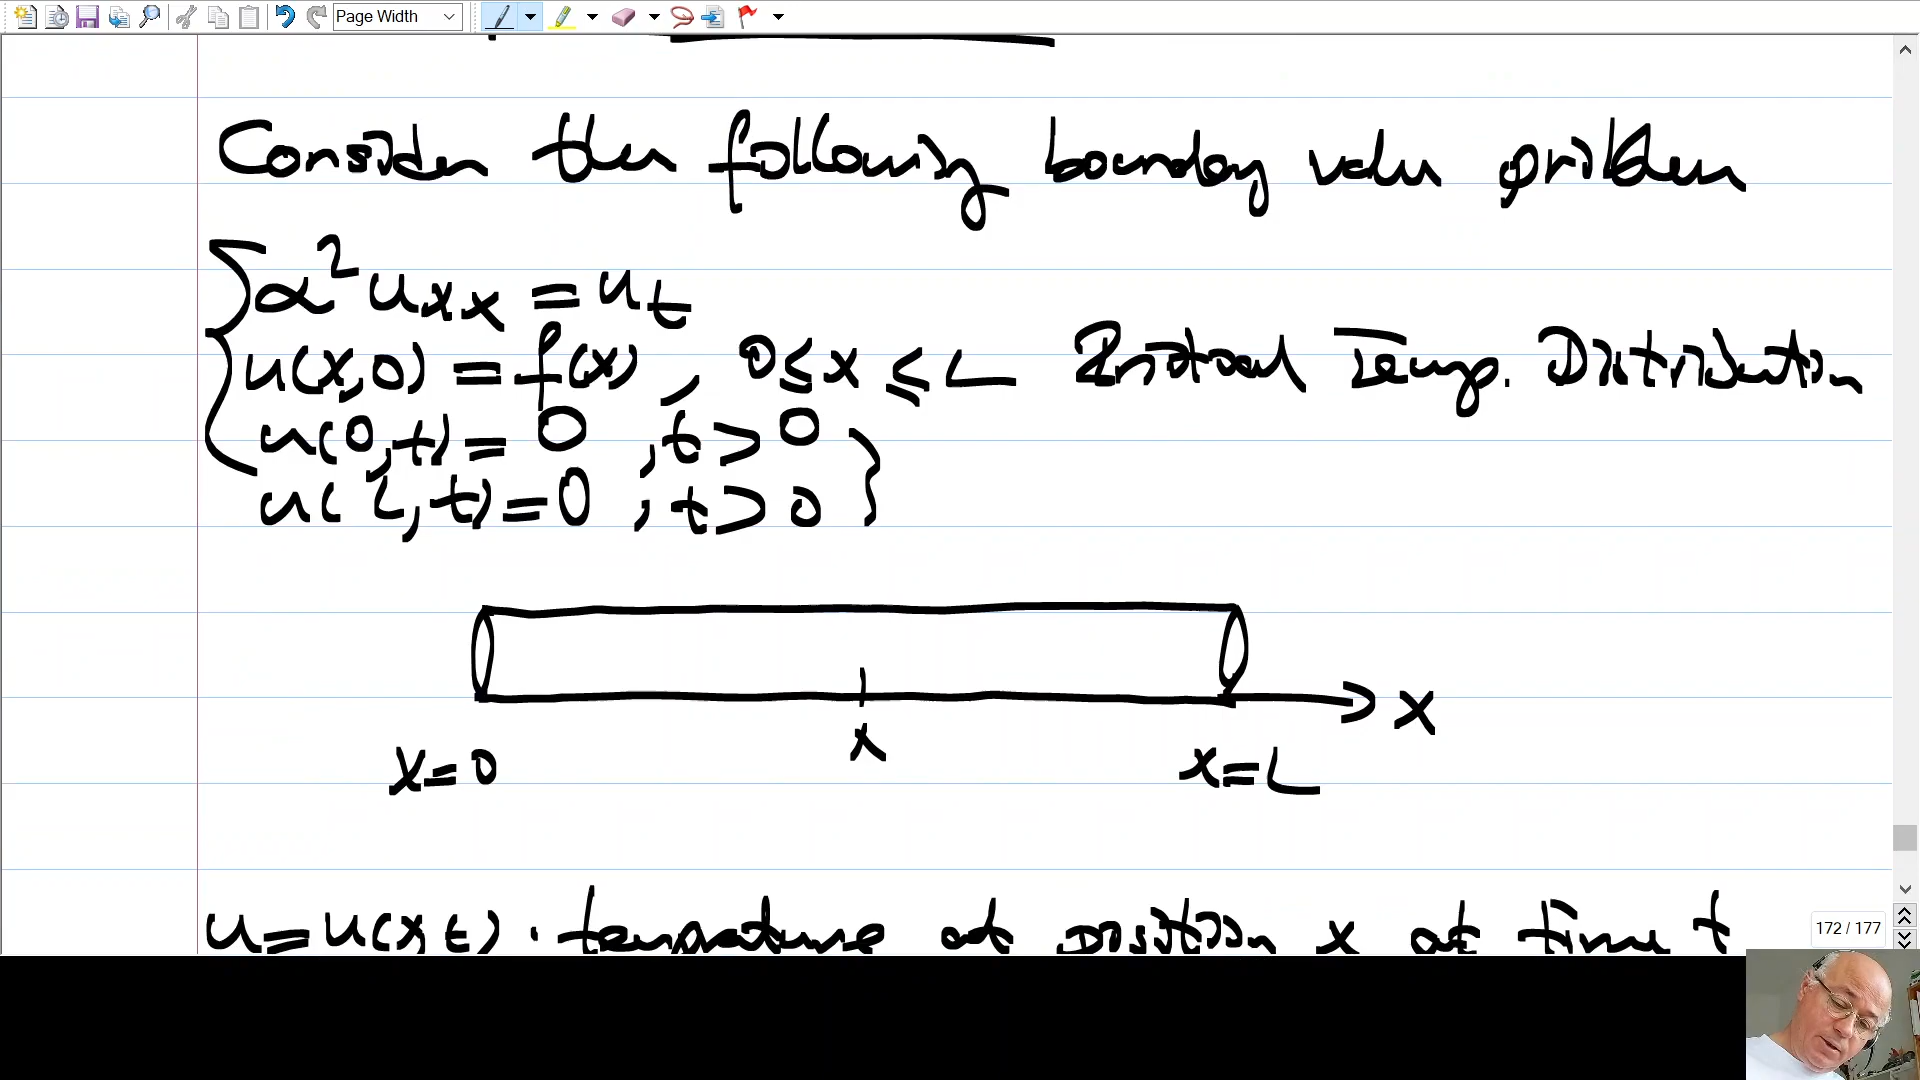 Page Width
Consider the following boundary value problem
α²uxx = ut
u(x,0) = f(x), 0≤x≤L Initial Temp. Distribution
u(0,t) = 0, t>0
u(L,t) = 0, t>0
x
x
x=0
x=L
u=u(x,t). temperature at position x at time t
172 / 177